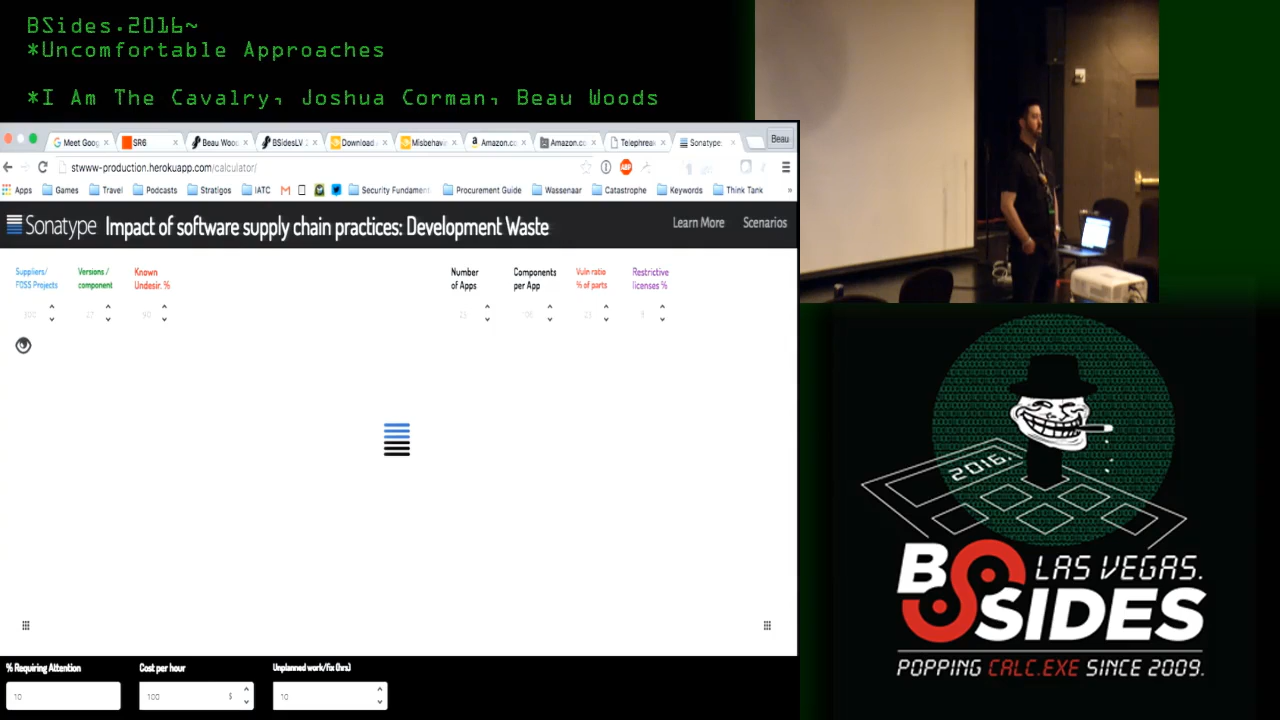 BSides.2016~
*Uncomfortable Approaches
*I Am The Cavalry, Joshua Corman, Beau Woods
Meet Goog
SR6
Beau Woo
BSidesLV 2
Download
Misbehave
Amazon.co
Amazon.co
Telephreak
Sonatype
Beau
stwww-production.herokuapp.com/calculator/
Apps
Games
Travel
Podcasts
Stratigos
IATC
Security Fundament
Procurement Guide
Wassenaar
Catastrophe
Keywords
Think Tank
»
Sonatype
Impact of software supply chain practices: Development Waste
Learn More
Scenarios
Suppliers/
FOSS Projects
Versions /
component
Known
Undesir. %
Number
of Apps
Components
per App
Vuln ratio
% of parts
Restrictive
licenses %
% Requiring Attention
Cost per hour
Unplanned work/fix (hrs)
10
100
$
10
2016.
BSIDES
LAS VEGAS.
POPPING CALC.EXE SINCE 2009.